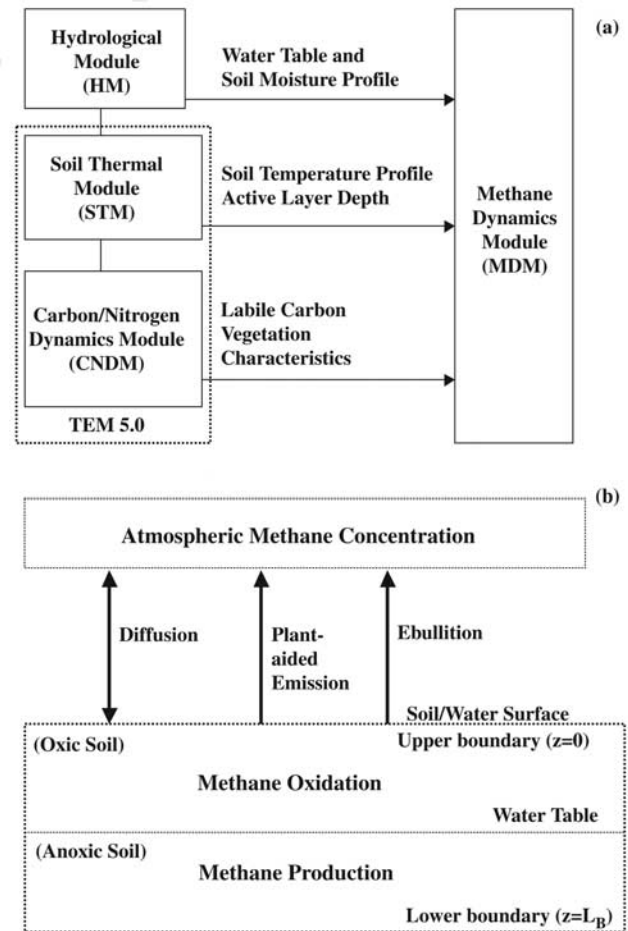 (a)
Hydrological
Module
(HM)
Water Table and
Soil Moisture Profile
Soil Thermal
Module
(STM)
Soil Temperature Profile
Active Layer Depth
Methane
Dynamics
Module
(MDM)
Carbon/Nitrogen
Dynamics Module
(CNDM)
Labile Carbon
Vegetation
Characteristics
TEM 5.0
(b)
Atmospheric Methane Concentration
Diffusion
Plant-
aided
Emission
Ebullition
Soil/Water Surface
(Oxic Soil)
Upper boundary (z=0)
Methane Oxidation
Water Table
(Anoxic Soil)
Methane Production
Lower boundary (z=L_B)